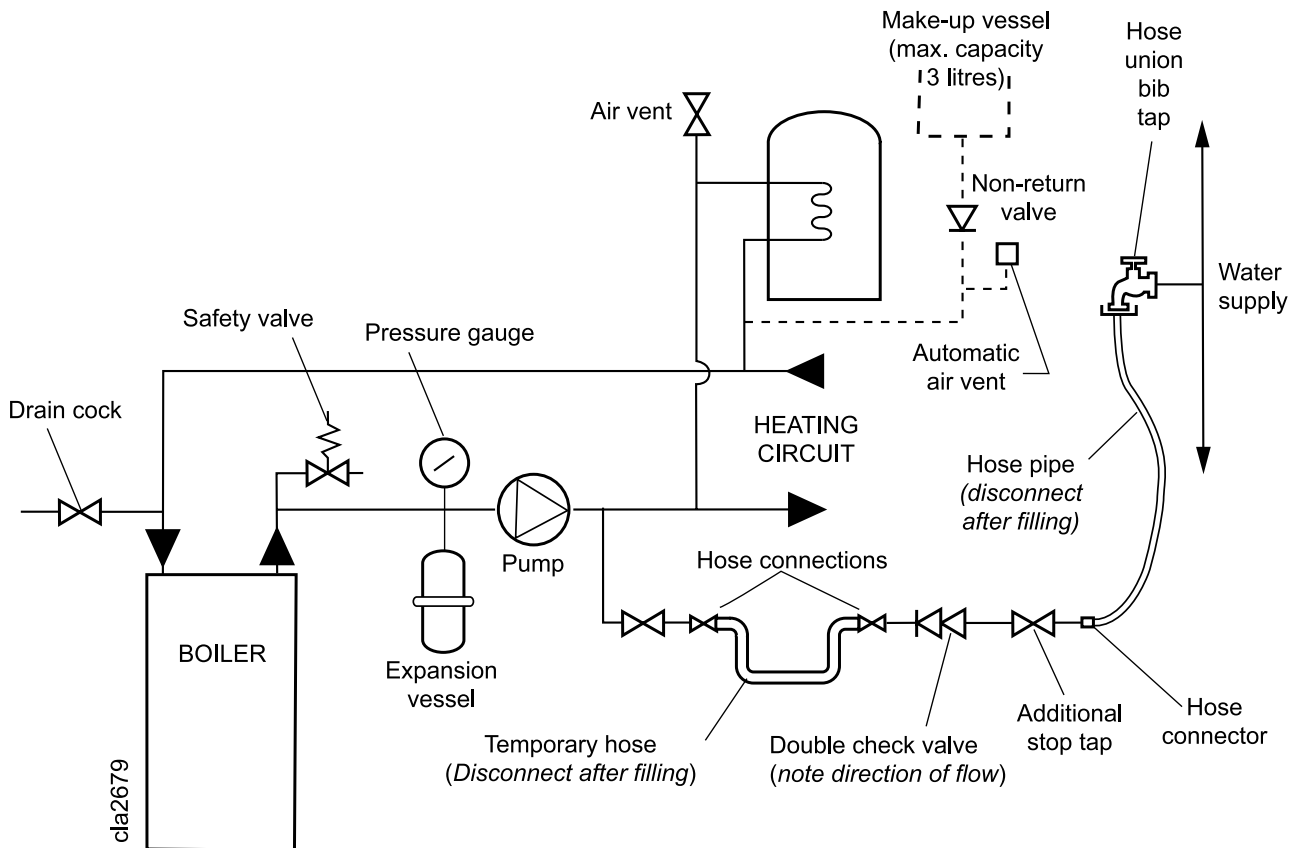 Make-up vessel
(max. capacity
3 litres)
Hose
union
bib
tap
Air vent
Non-return
valve
Water
supply
Safety valve
Pressure gauge
Automatic
air vent
Drain cock
HEATING
CIRCUIT
Hose pipe
(disconnect
after filling)
Pump
Hose connections
BOILER
Expansion
vessel
Temporary hose
(Disconnect after filling)
Double check valve
(note direction of flow)
Additional
stop tap
Hose
connector
cla2679